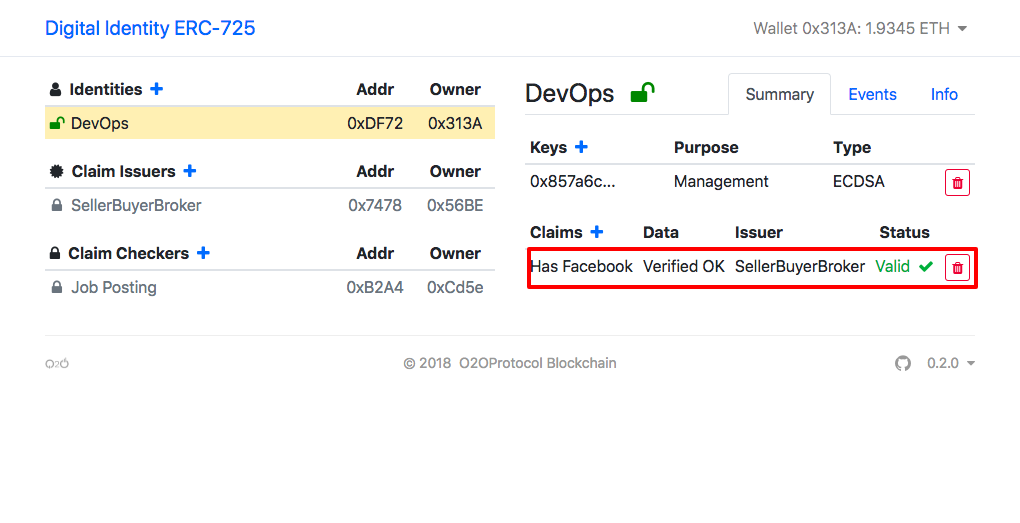 Digital Identity ERC-725
Wallet 0x313A: 1.9345 ETH
Identities Addr Owner
DevOps 0xDF72 0x313A
Claim Issuers Addr Owner
SellerBuyerBroker 0x7478 0x56BE
Claim Checkers Addr Owner
Job Posting 0xB2A4 0xCd5e
DevOps Summary Events Info
Keys Purpose Type
0x857a6c... Management ECDSA
Claims Data Issuer Status
Has Facebook Verified OK SellerBuyerBroker Valid
O2O © 2018 O2OProtocol Blockchain 0.2.0